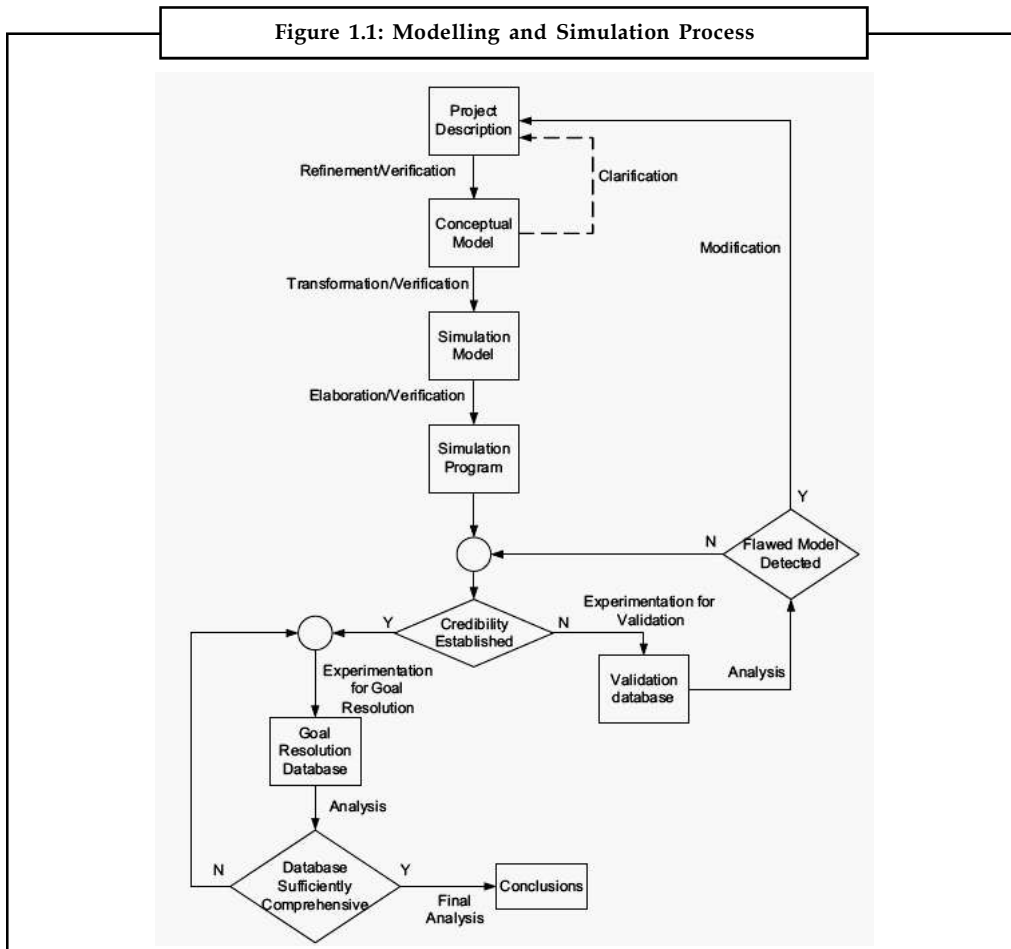 Figure 1.1: Modelling and Simulation Process
Project
Description
Refinement/Verification
Clarification
Conceptual
Model
Modification
Transformation/Verification
Simulation
Model
Elaboration/Verification
Simulation
Program
Y
N
Flawed Model
Detected
Experimentation for
Validation
Y
Credibility
Established
N
Experimentation
for Goal
Resolution
Validation
database
Analysis
Goal
Resolution
Database
Analysis
N
Database
Sufficiently
Comprehensive
Y
Final
Analysis
Conclusions